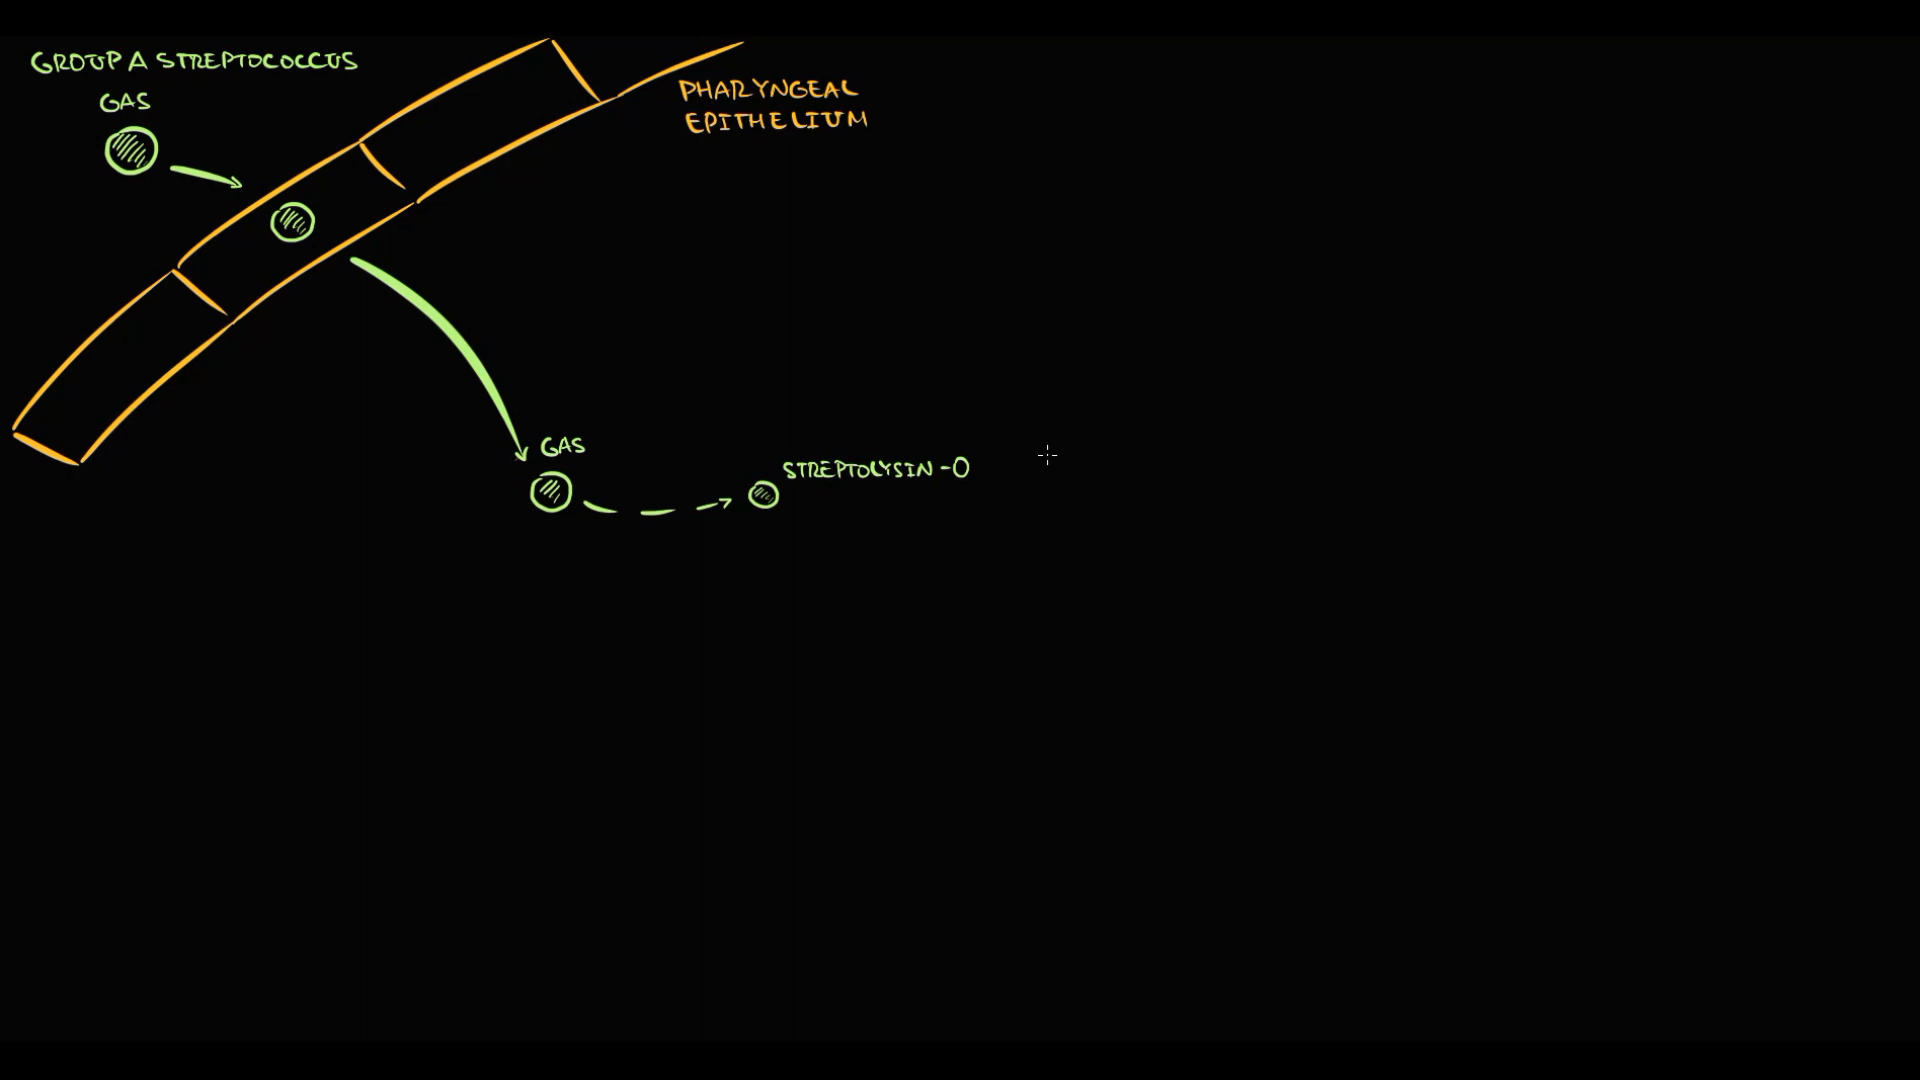 GROUP A STREPTOCOCCUS
GAS
PHARYNGEAL
EPITHELIUM
GAS
STREPTOLYSIN-O